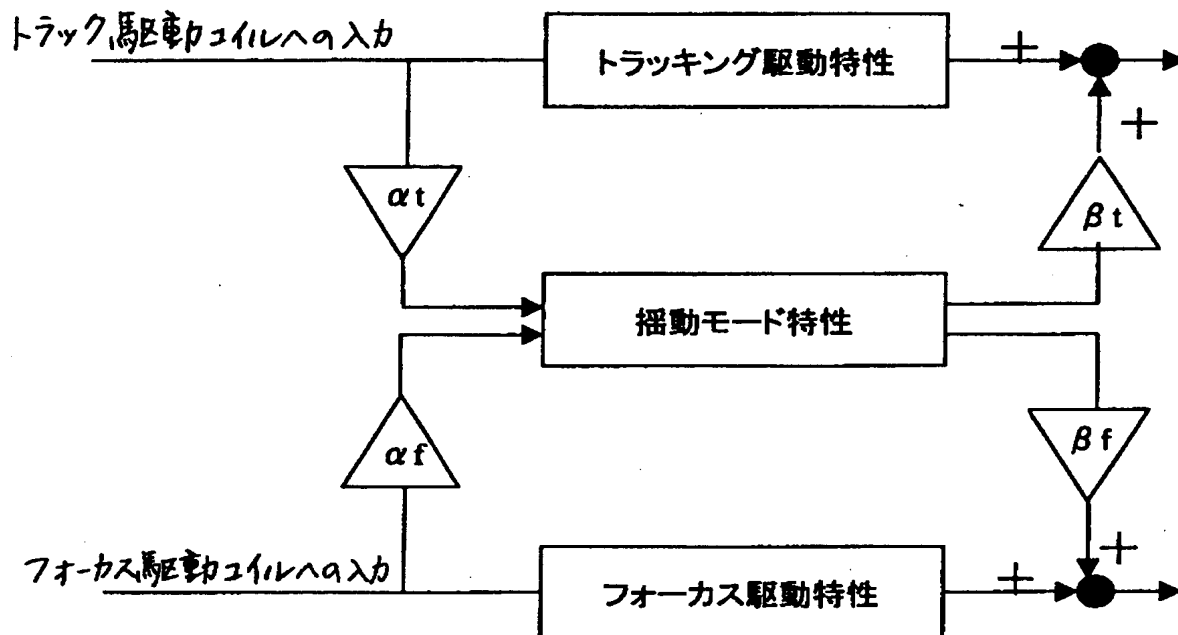 トラック駆動コイルへの入力
トラッキング駆動特性
+
+
αt
βt
揺動モード特性
αf
βf
+
フォーカス駆動コイルへの入力
フォーカス駆動特性
+